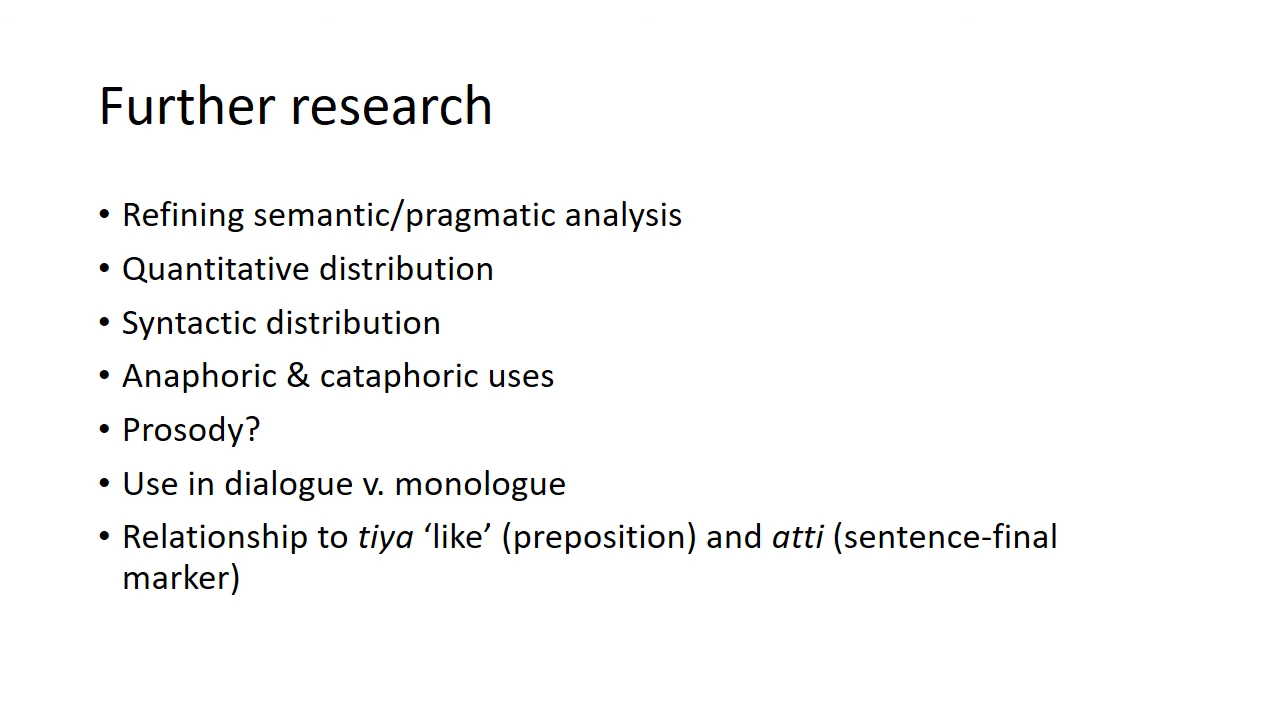 Further research
• Refining semantic/pragmatic analysis
• Quantitative distribution
• Syntactic distribution
• Anaphoric & cataphoric uses
• Prosody?
• Use in dialogue v. monologue
• Relationship to tiya ‘like’ (preposition) and atti (sentence-final
marker)